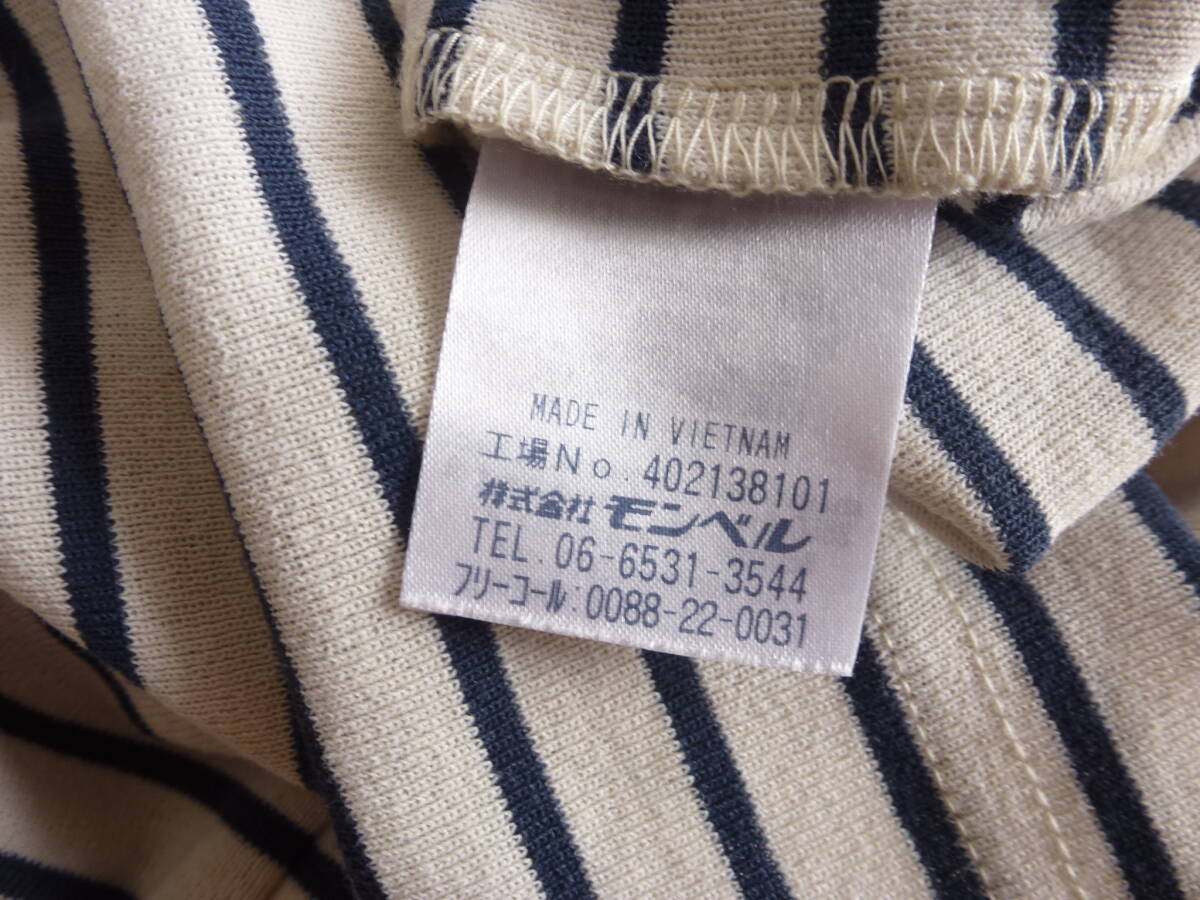 MADE IN VIETNAM
工場No.402138101
株式会社モンベル
TEL.06-6531-3544
フリーコール:0088-22-0031